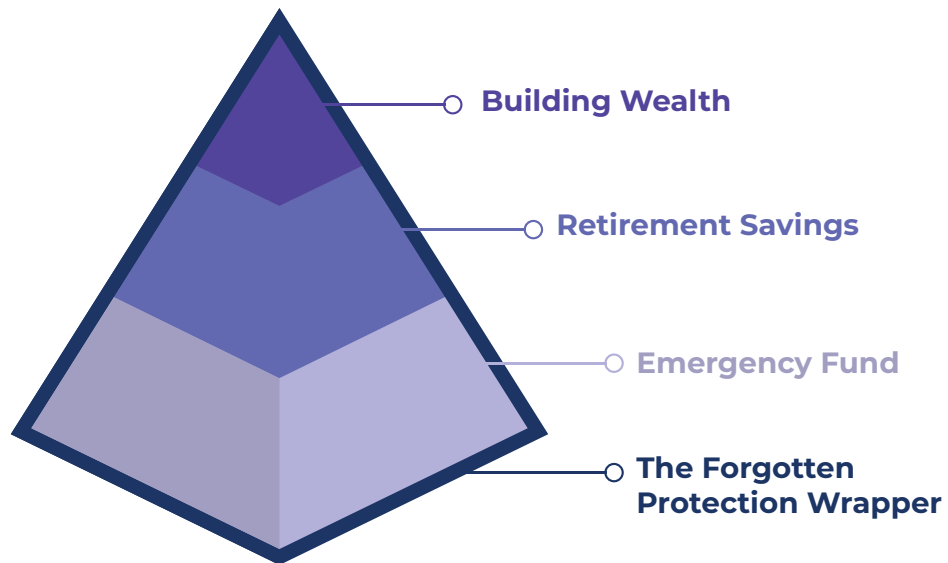 Building Wealth
Retirement Savings
Emergency Fund
The Forgotten
Protection Wrapper